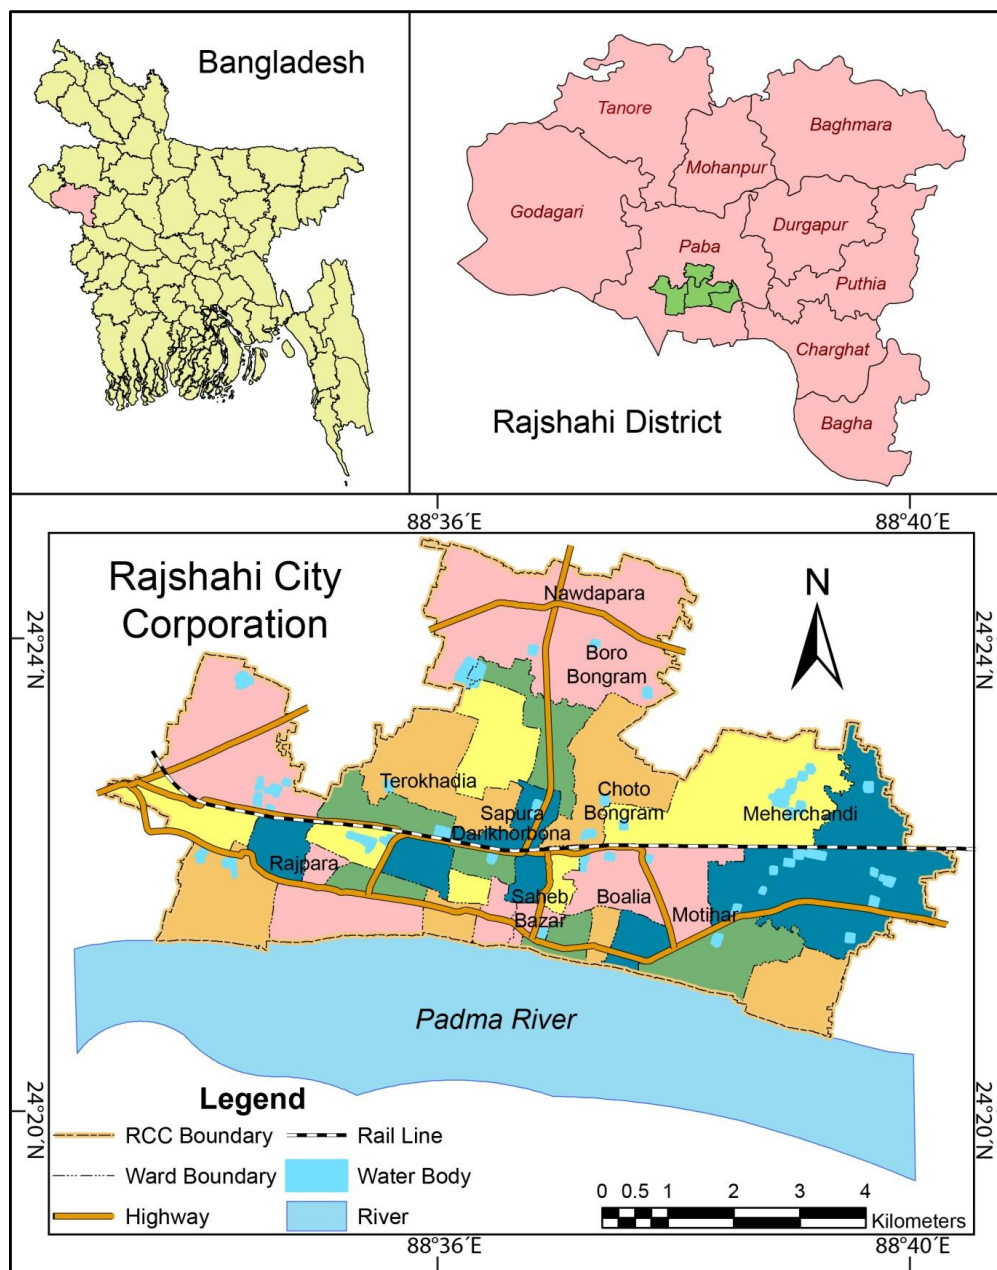 Bangladesh
Tanore
Baghmara
Mohanpur
Godagari
Durgapur
Paba
Puthia
Charghat
Bagha
Rajshahi District
88°36´E
88°40´E
Rajshahi City
Corporation
N
24°24´N
24°24´N
Nawdapara
Boro
Bongram
Terokhadia
Choto
Bongram
Meherchandi
Sapura
Darikhorbona
Rajpara
Saheb
Bazar
Boalia
Motihar
Padma River
24°20´N
24°20´N
Legend
RCC Boundary
Rail Line
Ward Boundary
Water Body
Highway
River
0 0.5 1 2 3 4
Kilometers
88°36´E
88°40´E